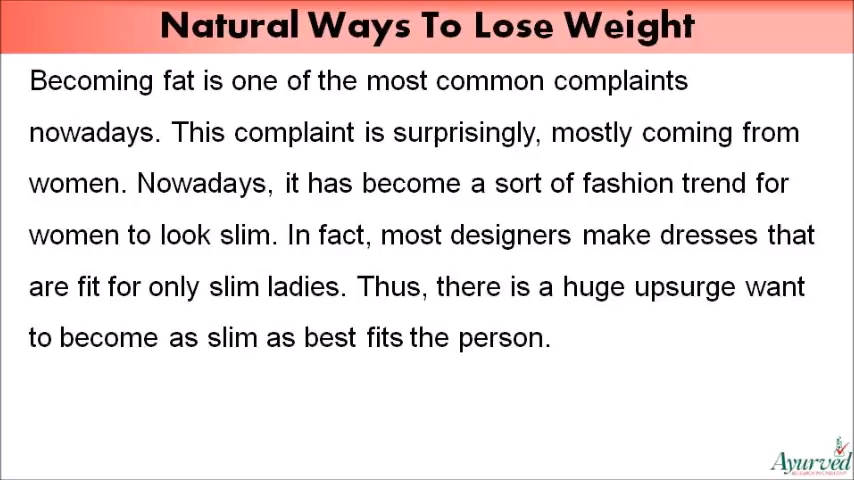 Natural Ways To Lose Weight
Becoming fat is one of the most common complaints
nowadays. This complaint is surprisingly, mostly coming from
women. Nowadays, it has become a sort of fashion trend for
women to look slim. In fact, most designers make dresses that
are fit for only slim ladies. Thus, there is a huge upsurge want
to become as slim as best fits the person.
Ayurved